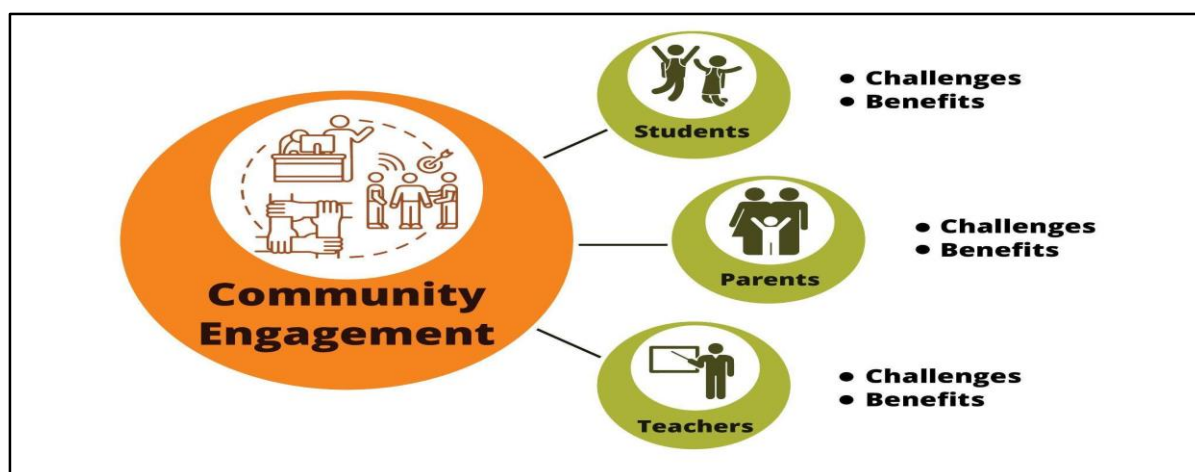 Community
Engagement
Students
• Challenges
• Benefits
Parents
• Challenges
• Benefits
Teachers
• Challenges
• Benefits